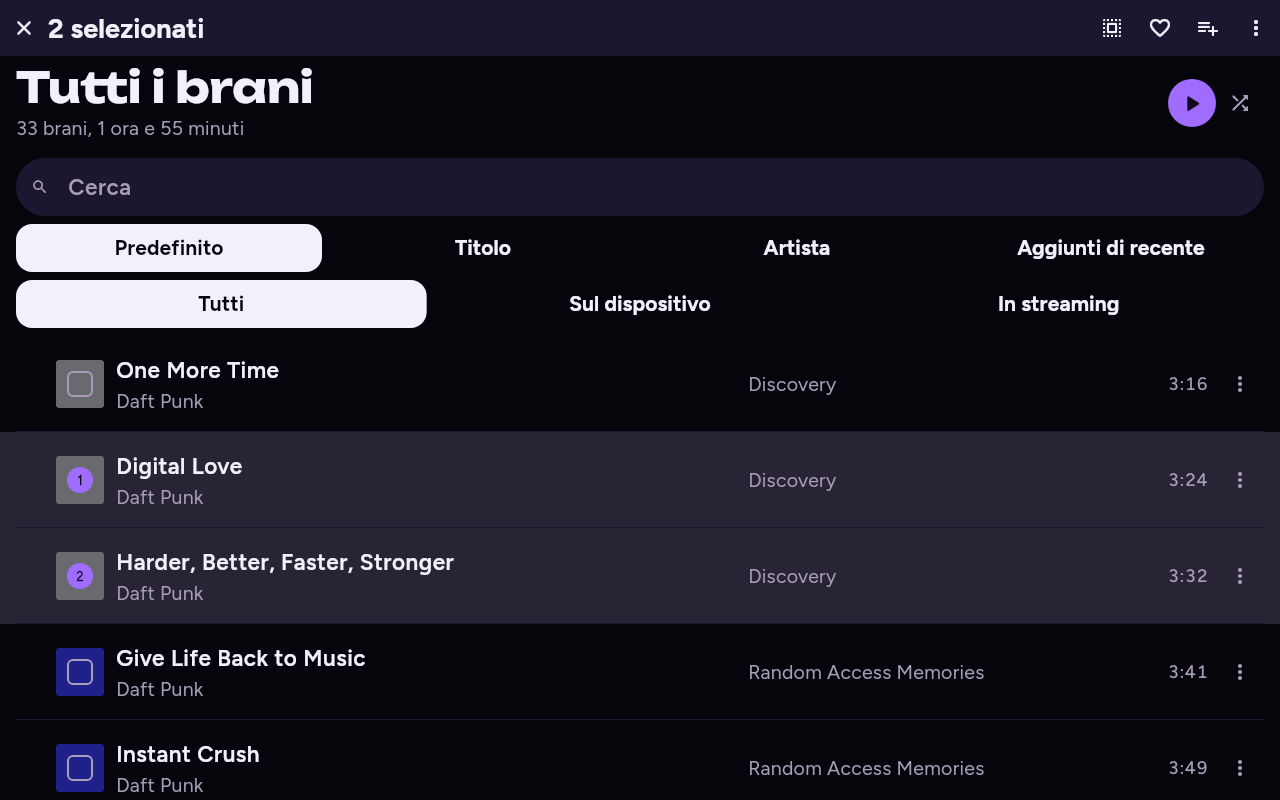 2 selezionati
Tutti i brani
33 brani, 1 ora e 55 minuti
Cerca
Predefinito Titolo Artista Aggiunti di recente
Tutti Sul dispositivo In streaming
One More Time
Daft Punk
Discovery
3:16
1
Digital Love
Daft Punk
Discovery
3:24
2
Harder, Better, Faster, Stronger
Daft Punk
Discovery
3:32
Give Life Back to Music
Daft Punk
Random Access Memories
3:41
Instant Crush
Daft Punk
Random Access Memories
3:49